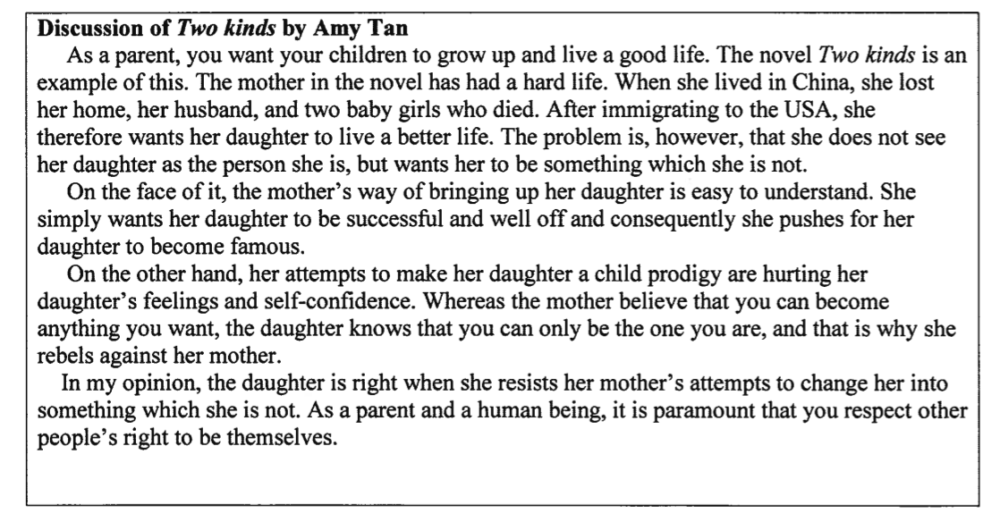 Discussion of Two kinds by Amy Tan
As a parent, you want your children to grow up and live a good life. The novel Two kinds is an
example of this. The mother in the novel has had a hard life. When she lived in China, she lost
her home, her husband, and two baby girls who died. After immigrating to the USA, she
therefore wants her daughter to live a better life. The problem is, however, that she does not see
her daughter as the person she is, but wants her to be something which she is not.
On the face of it, the mother's way of bringing up her daughter is easy to understand. She
simply wants her daughter to be successful and well off and consequently she pushes for her
daughter to become famous.
On the other hand, her attempts to make her daughter a child prodigy are hurting her
daughter's feelings and self-confidence. Whereas the mother believe that you can become
anything you want, the daughter knows that you can only be the one you are, and that is why she
rebels against her mother.
In my opinion, the daughter is right when she resists her mother's attempts to change her into
something which she is not. As a parent and a human being, it is paramount that you respect other
people's right to be themselves.